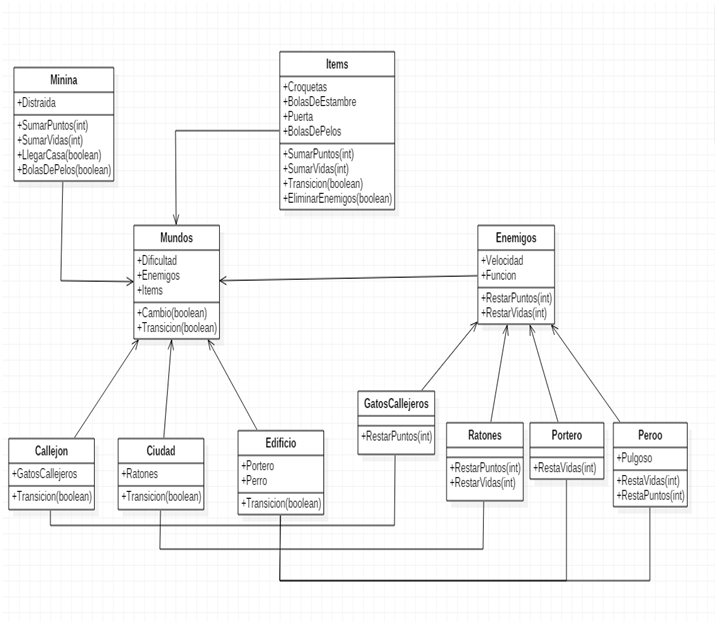 Minina
+Distraida
+SumarPuntos(int)
+SumarVidas(int)
+LlegarCasa(boolean)
+BolasDePelos(boolean)
Items
+Croquetas
+BolasDeEstambre
+Puerta
+BolasDePelos
+SumarPuntos(int)
+SumarVidas(int)
+Transicion(boolean)
+EliminarEnemigos(boolean)
Mundos
+Dificultad
+Enemigos
+Items
+Cambio(boolean)
+Transicion(boolean)
Enemigos
+Velocidad
+Funcion
+RestarPuntos(int)
+RestarVidas(int)
Callejon
+GatosCallejeros
+Transicion(boolean)
Ciudad
+Ratones
+Transicion(boolean)
Edificio
+Portero
+Perro
+Transicion(boolean)
GatosCallejeros
+RestarPuntos(int)
Ratones
+RestarPuntos(int)
+RestarVidas(int)
Portero
+RestaVidas(int)
Peroo
+Pulgoso
+RestaVidas(int)
+RestaPuntos(int)